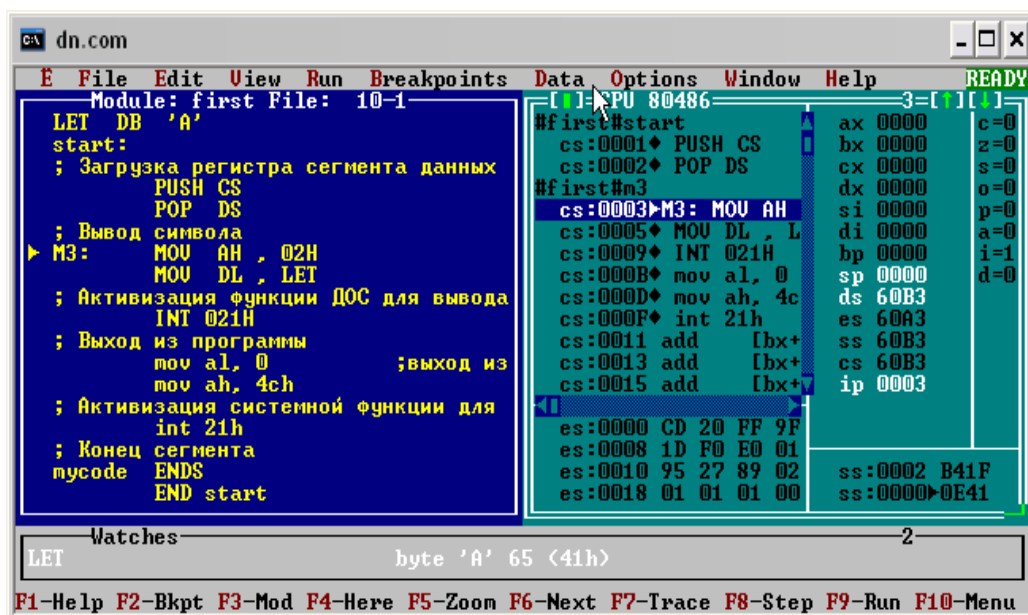 dn.com
Ë File Edit View Run Breakpoints Data Options Window Help READY
Module: first File: 10-1
LET DB 'A'
start:
; Загрузка регистра сегмента данных
PUSH CS
POP DS
; Вывод символа
M3: MOV AH , 02H
MOV DL , LET
; Активизация функции ДОС для вывода
INT 021H
; Выход из программы
mov al, 0 ;выход из
mov ah, 4ch
; Активизация системной функции для
int 21h
; Конец сегмента
mycode ENDS
END start
CPU 80486 3=[↑][↓]
#first#start
cs:0001♦ PUSH CS
cs:0002♦ POP DS
#first#m3
cs:0003►M3: MOV AH
cs:0005♦ MOV DL , L
cs:0009♦ INT 021H
cs:000B♦ mov al, 0
cs:000D♦ mov ah, 4c
cs:000F♦ int 21h
cs:0011 add [bx+
cs:0013 add [bx+
cs:0015 add [bx+
ax 0000
bx 0000
cx 0000
dx 0000
si 0000
di 0000
bp 0000
sp 0000
ds 60B3
es 60A3
ss 60B3
cs 60B3
ip 0003
c=0
z=0
s=0
o=0
p=0
a=0
i=1
d=0
es:0000 CD 20 FF 9F
es:0008 1D F0 E0 01
es:0010 95 27 89 02
es:0018 01 01 01 00
ss:0002 B41F
ss:0000►0E41
Watches 2
LET byte 'A' 65 (41h)
F1-Help F2-Bkpt F3-Mod F4-Here F5-Zoom F6-Next F7-Trace F8-Step F9-Run F10-Menu